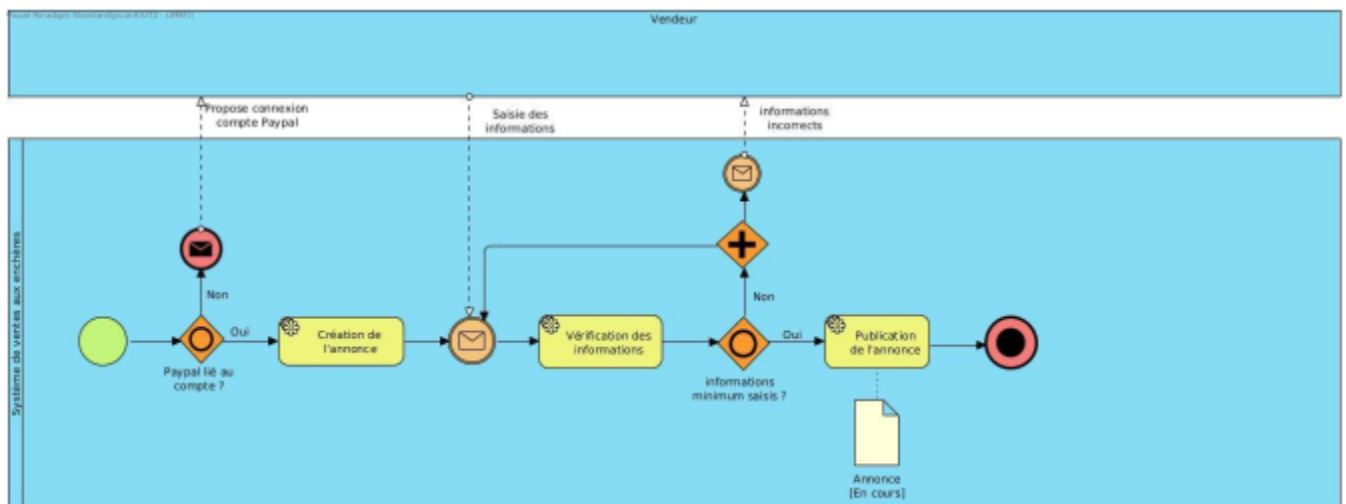 Vendeur
Propose connexion
compte Paypal
Saisie des
informations
informations
incorrects
Système de ventes aux enchères
Non
Oui
Création de
l'annonce
Paypal lié au
compte ?
Vérification des
informations
Non
Oui
informations
minimum saisis ?
Publication
de l'annonce
Annonce
[En cours]